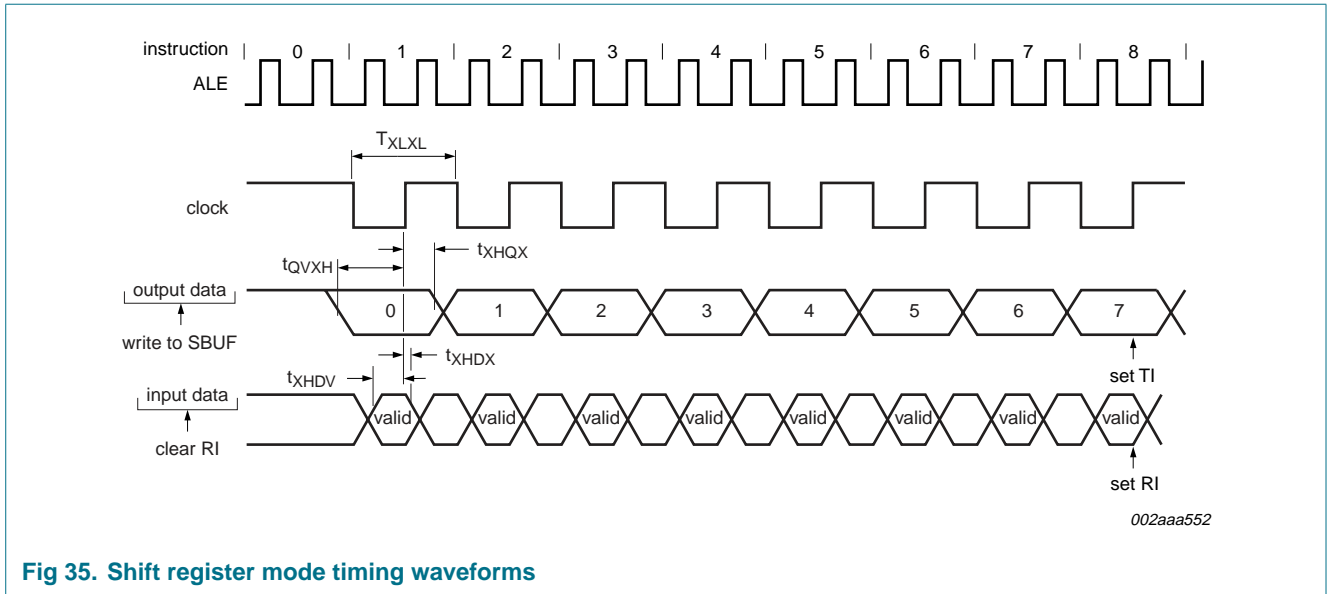 instruction | 0 | 1 | 2 | 3 | 4 | 5 | 6 | 7 | 8 |
ALE
TXLXL
clock
tXHQX
tQVXH
output data
0 1 2 3 4 5 6 7
write to SBUF
tXHDX
set TI
tXHDV
input data
valid valid valid valid valid valid valid valid
clear RI
set RI
002aaa552
Fig 35. Shift register mode timing waveforms